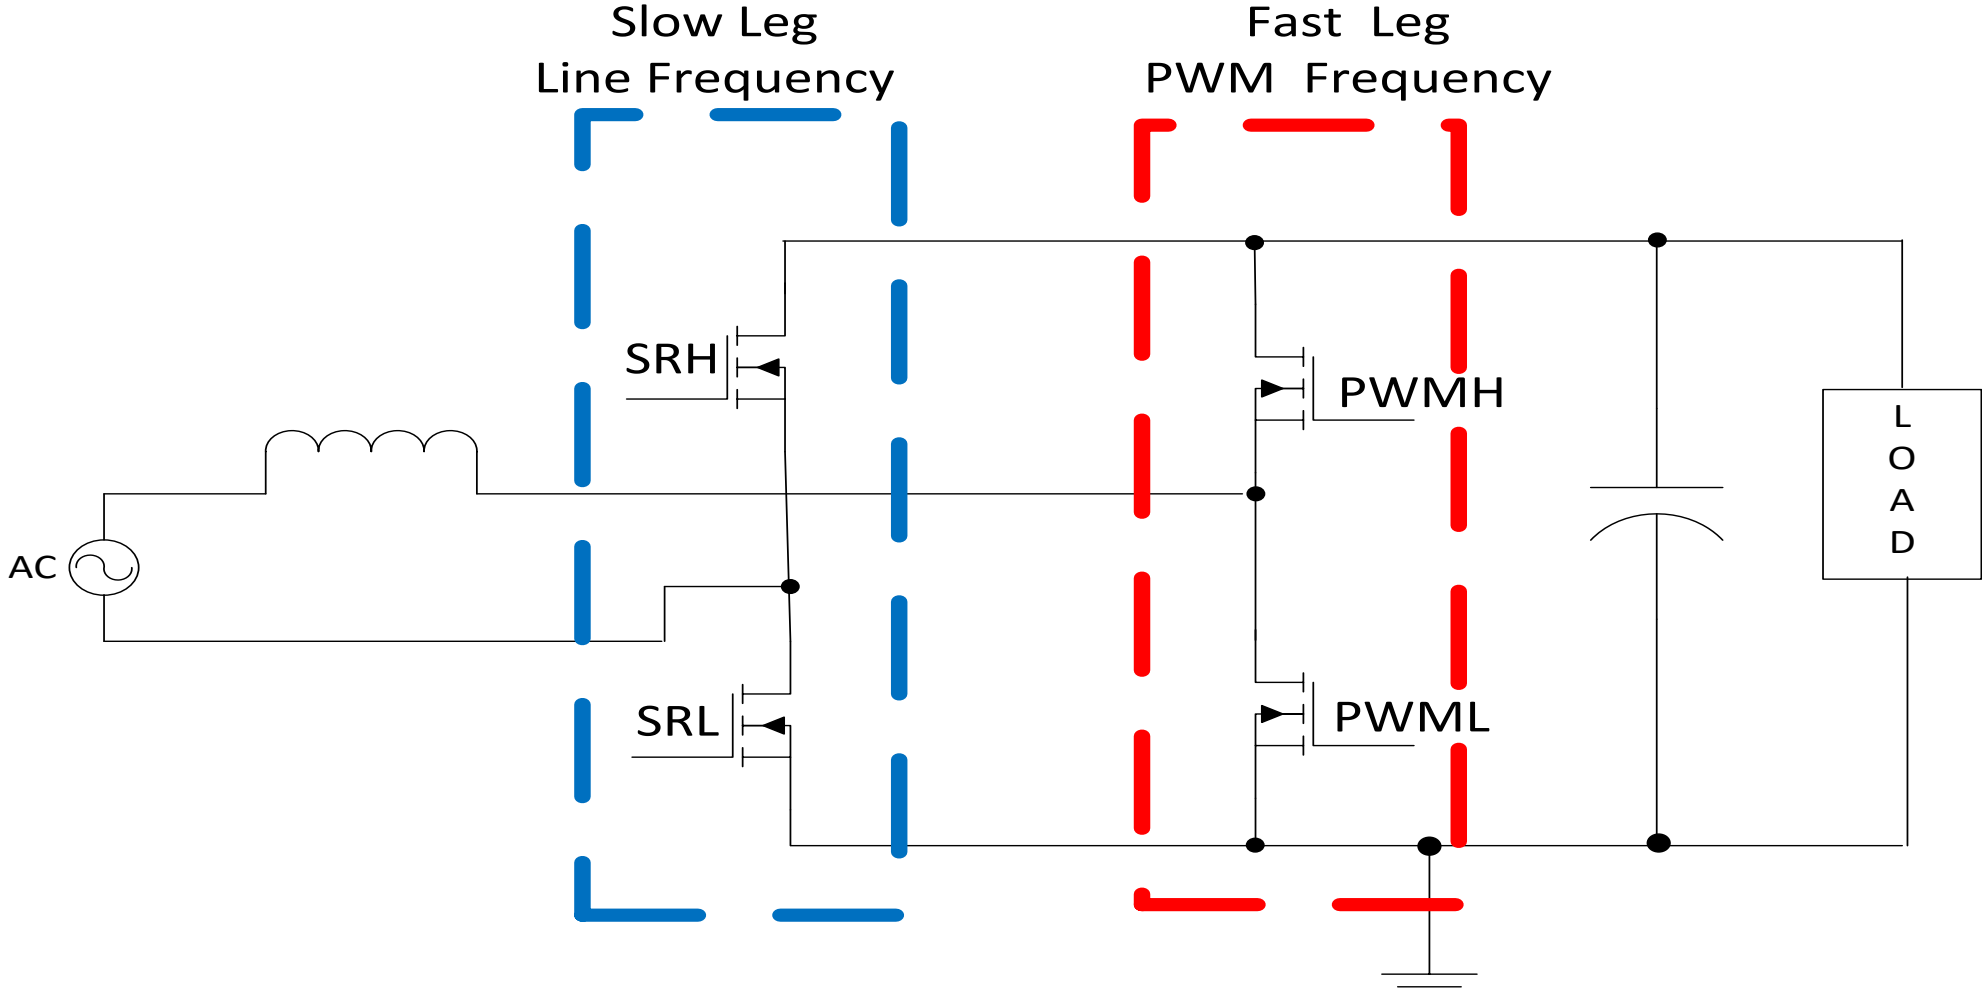 Slow Leg
Line Frequency
Fast Leg
PWM Frequency
SRH
PWMH
AC
SRL
PWML
L
O
A
D